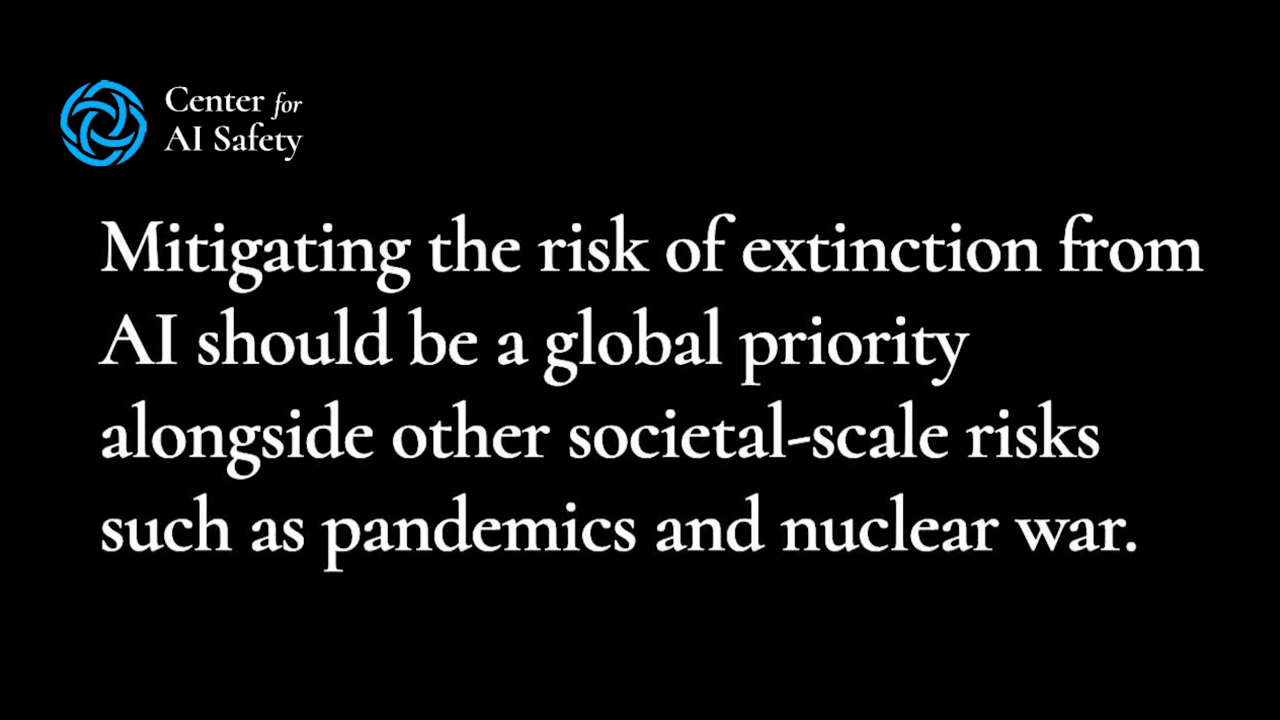 Center for
AI Safety
Mitigating the risk of extinction from
AI should be a global priority
alongside other societal-scale risks
such as pandemics and nuclear war.